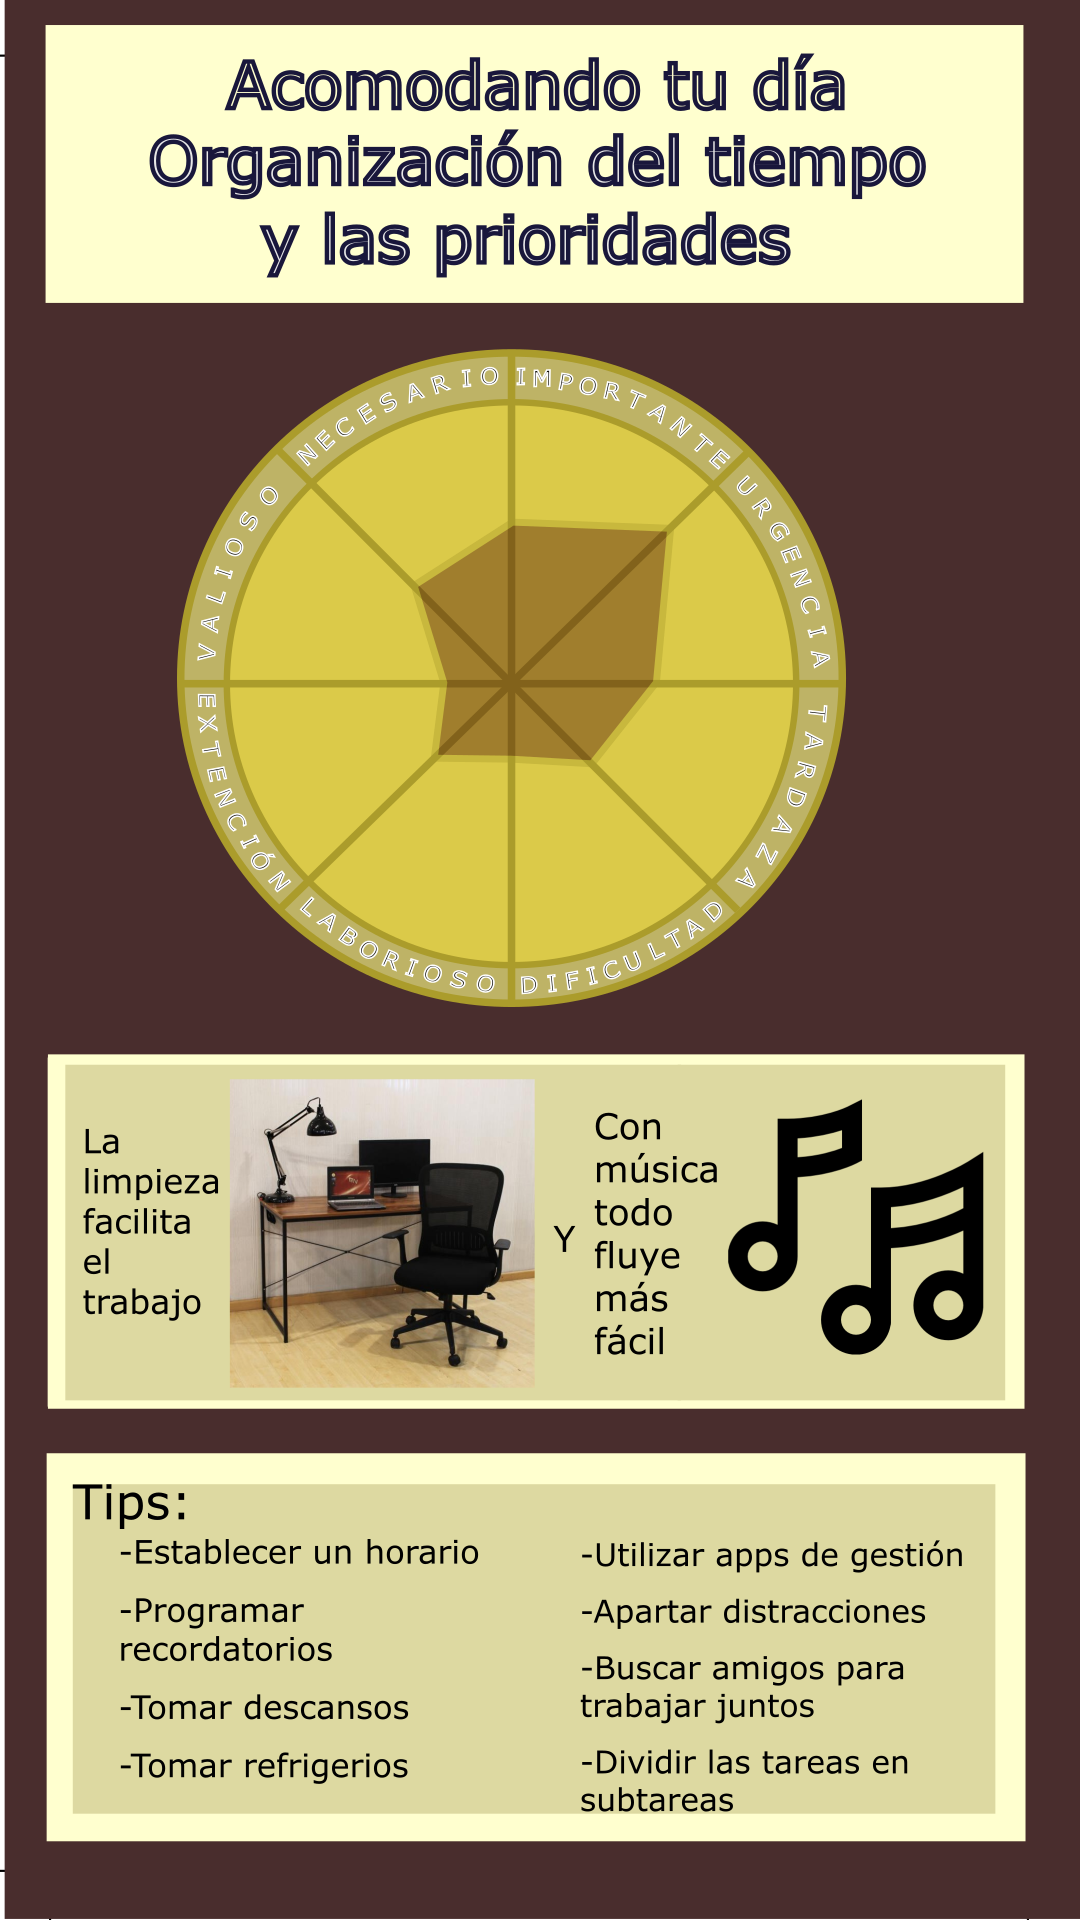 Acomodando tu día
Organización del tiempo
y las prioridades
NECESARIO
IMPORTANTE
URGENCIA
TARDAZA
DIFICULTAD
LABORIOSO
EXTENCIÓN
VALIOSO
La
limpieza
facilita
el
trabajo
Y
Con
música
todo
fluye
más
fácil
Tips:
-Establecer un horario
-Programar
recordatorios
-Tomar descansos
-Tomar refrigerios
-Utilizar apps de gestión
-Apartar distracciones
-Buscar amigos para
trabajar juntos
-Dividir las tareas en
subtareas